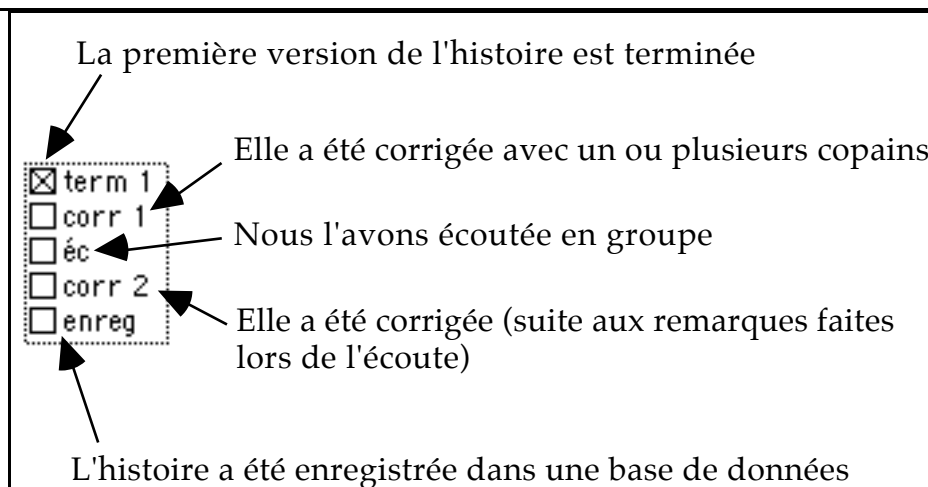 La première version de l'histoire est terminée
Elle a été corrigée avec un ou plusieurs copains
term 1
corr 1
Nous l'avons écoutée en groupe
éc
corr 2
enreg
Elle a été corrigée (suite aux remarques faites
lors de l'écoute)
L'histoire a été enregistrée dans une base de données